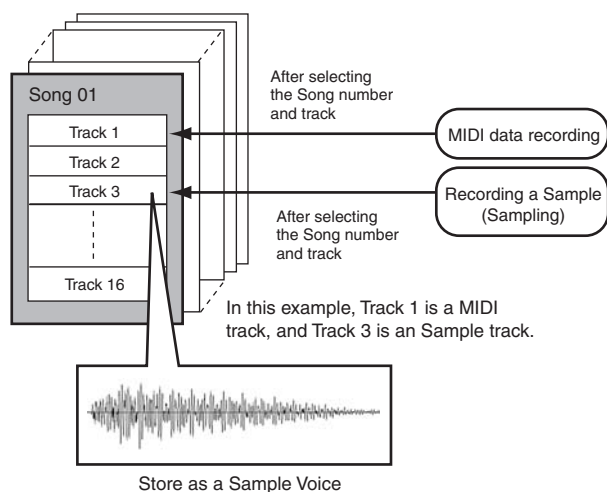 Song 01
After selecting
the Song number
and track
Track 1
MIDI data recording
Track 2
Track 3
Recording a Sample
(Sampling)
After selecting
the Song number
and track
Track 16
In this example, Track 1 is a MIDI
track, and Track 3 is an Sample track.
Store as a Sample Voice